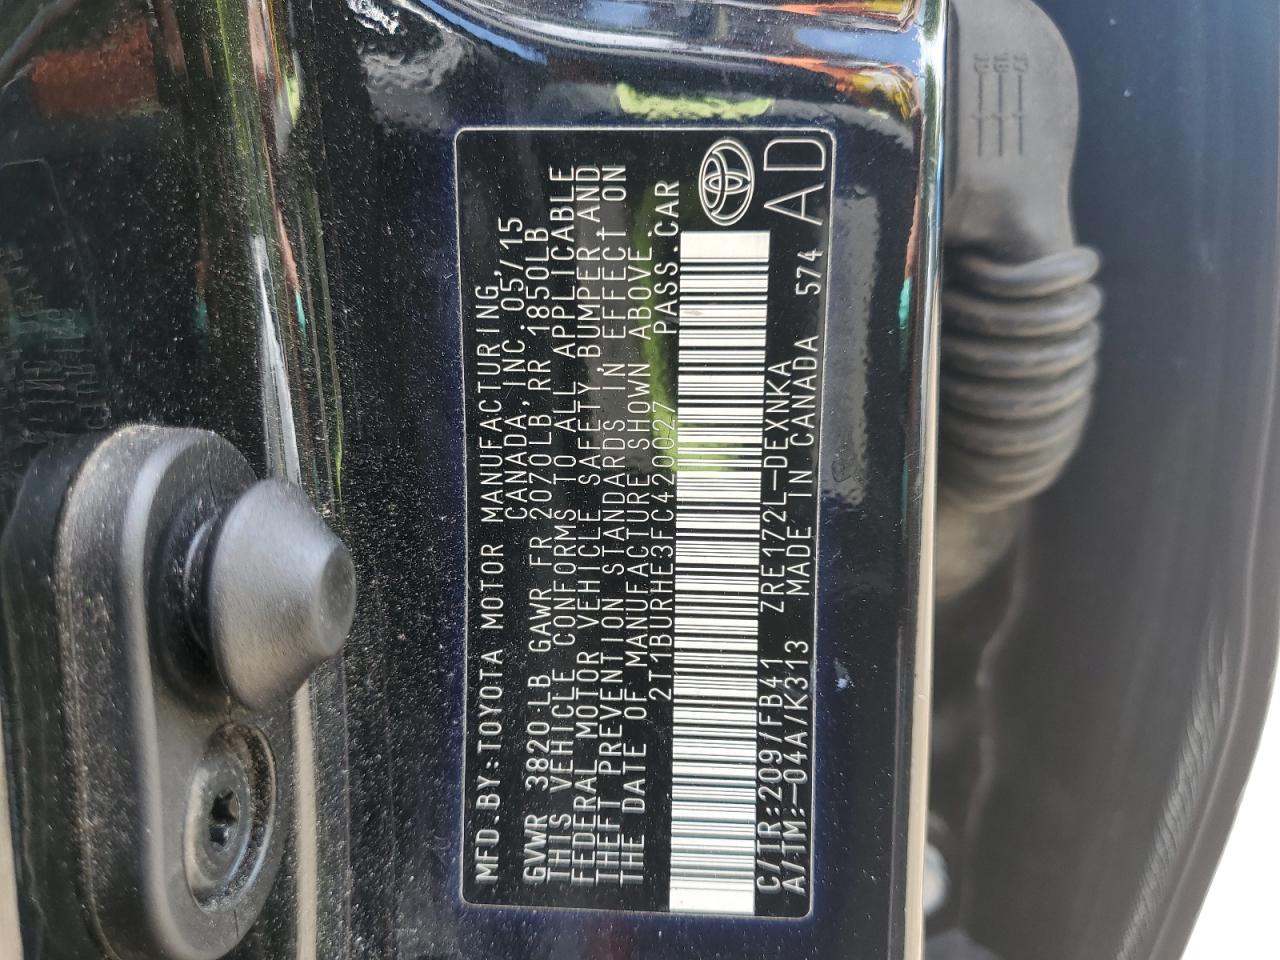 MFD.BY:TOYOTA MOTOR MANUFACTURING,
CANADA,INC. 05/15
GVWR 3820 LB GAWR FR 2070LB,RR 1850LB
THIS VEHICLE CONFORMS TO ALL APPLICABLE
FEDERAL MOTOR VEHICLE SAFETY,BUMPER,AND
THEFT PREVENTION STANDARDS IN EFFECT ON
THE DATE OF MANUFACTURE SHOWN ABOVE.
2T1BURHE3FC420027 PASS.CAR
C/TR:209/FB41 ZRE172L-DEXNKA
A/TM:-04A/K313 MADE IN CANADA 574
AD